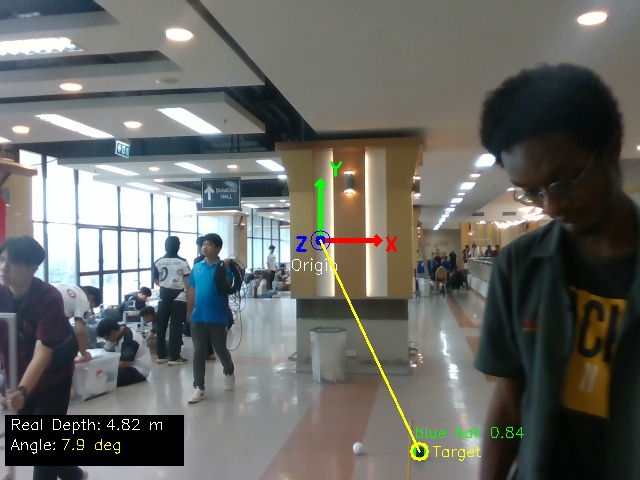 DIAMOND
HALL
Y
Z
X
Origin
blue ball 0.84
Target
Real Depth: 4.82 m
Angle: 7.9 deg